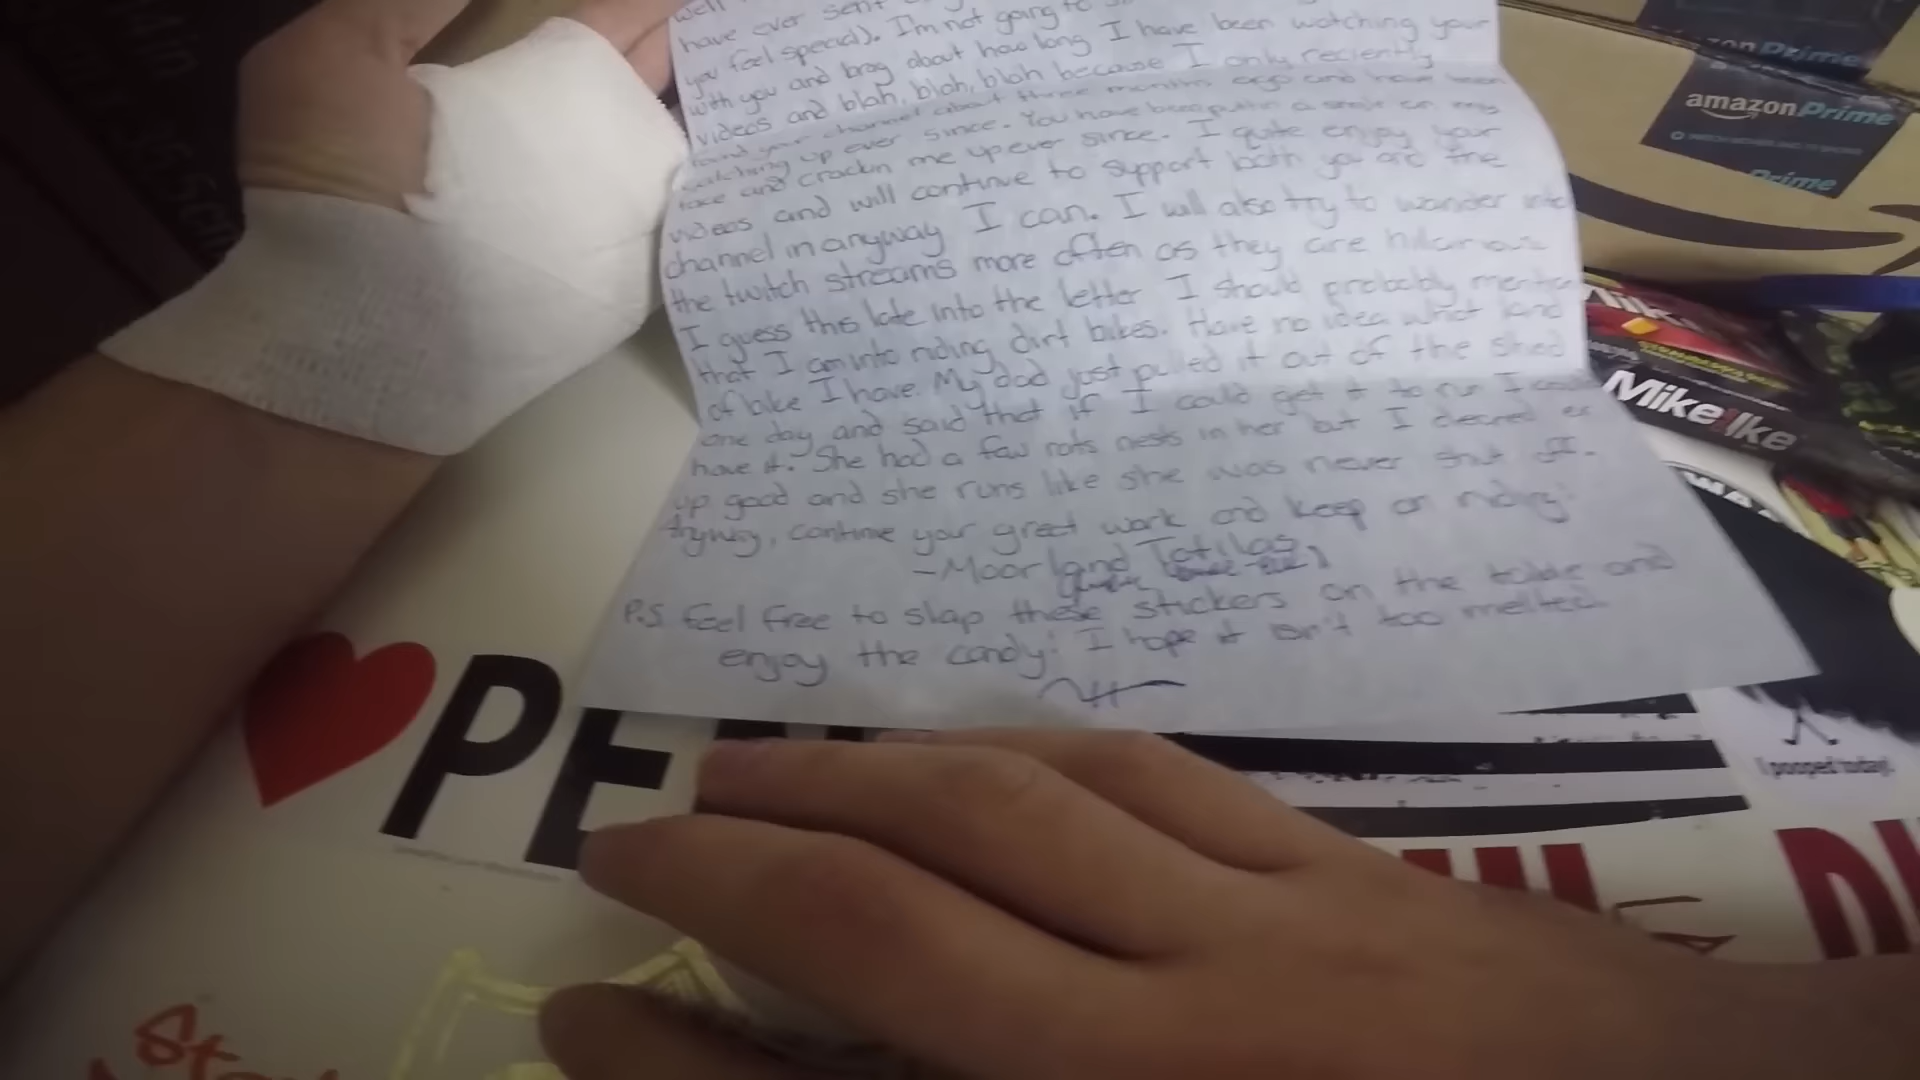 well
have ever sent
you feel special). I'm not going to
with you and brag about how long I have been watching your
videos and blah, blah, blah because I only reciently
found your channel about three months ago and have been
catching up ever since. You have been puttin a smile on my
face and crackin me up ever since. I quite enjoy your
videos and will continue to support both you and the
channel in anyway I can. I will also try to wander into
the twitch streams more often as they are hilarious
I guess this late into the letter I should probably mention
that I am into riding dirt bikes. Have no idea what kind
of bike I have. My dad just pulled it out of the shed
one day and said that if I could get it to run I could
have it. She had a few rats nests in her but I cleaned er
up good and she runs like she was never shut off.
Anyway, continue your great work and keep on riding!
-Moorland Totilas
P.S. feel free to slap these stickers on the table and
enjoy the candy! I hope it isn't too melted.
amazonPrime
Prime
MikeIke
PE
I pooped today!
St